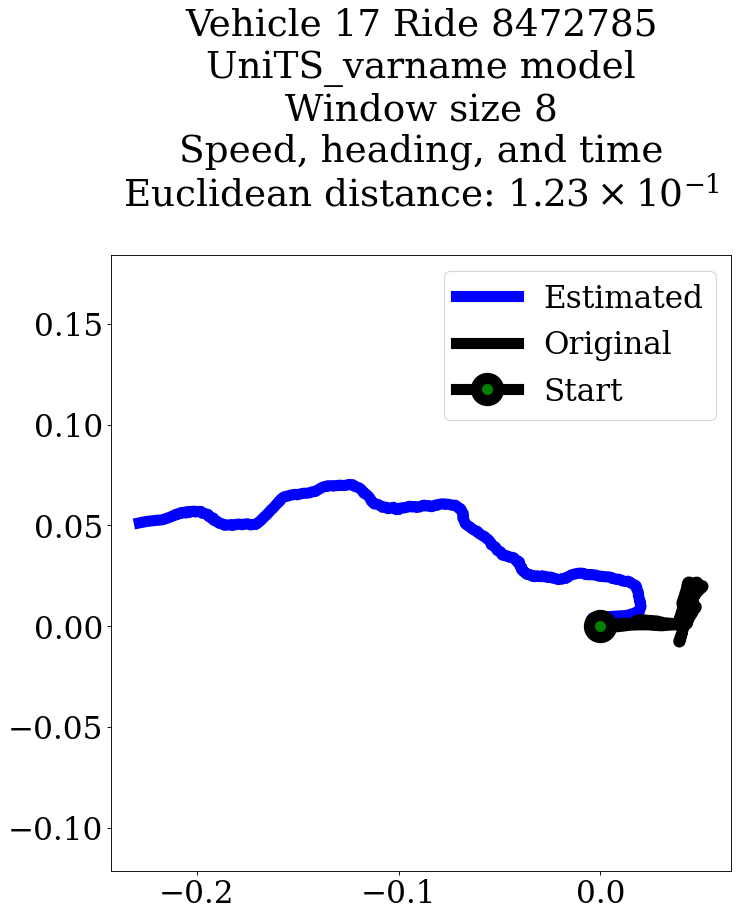 Vehicle 17 Ride 8472785
UniTS_varname model
Window size 8
Speed, heading, and time
Euclidean distance: 1.23 × 10⁻¹
Estimated
Original
Start
0.15
0.10
0.05
0.00
−0.05
−0.10
−0.2
−0.1
0.0